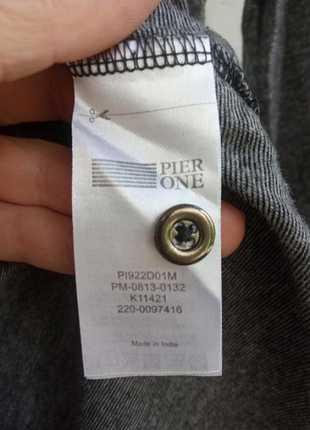 PIER
ONE
PI922D01M
PM-0813-0132
K11421
220-0097416
Made in India